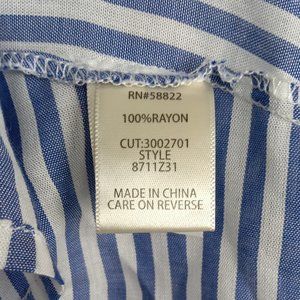 RN#58822
100%RAYON
CUT:3002701
STYLE
8711Z31
MADE IN CHINA
CARE ON REVERSE